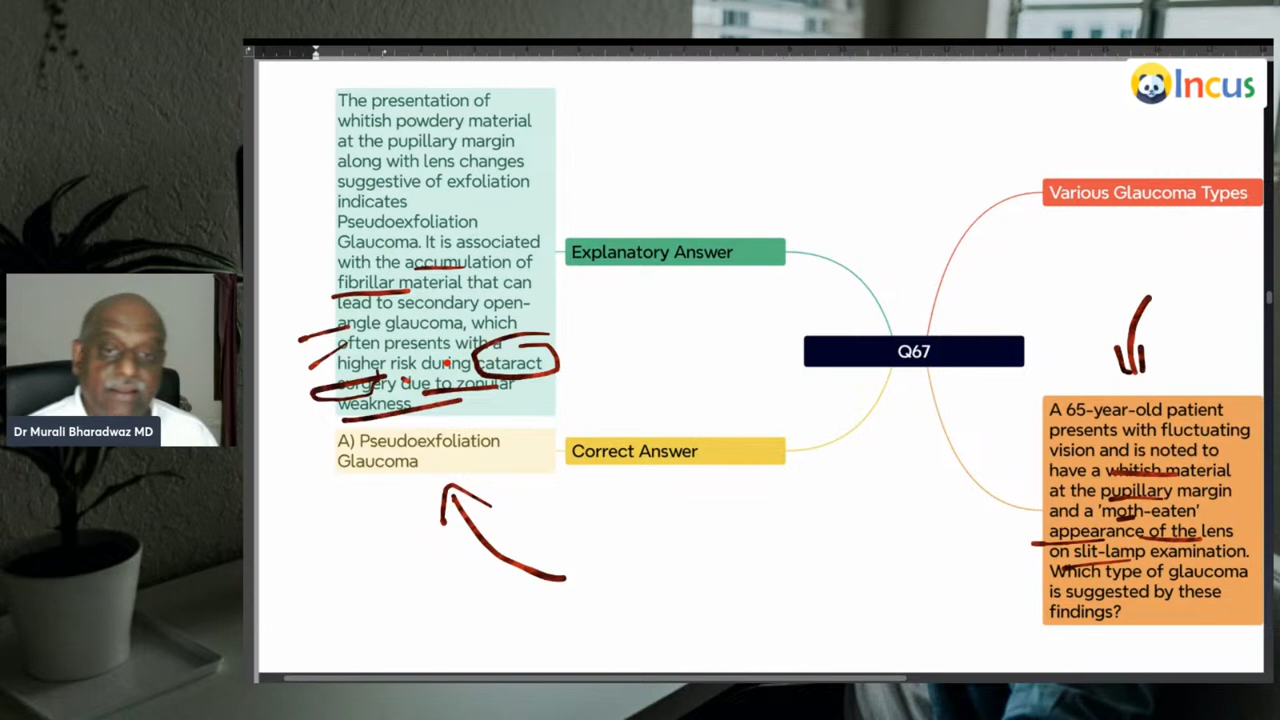 Incus
The presentation of
whitish powdery material
at the pupillary margin
along with lens changes
suggestive of exfoliation
indicates
Pseudoexfoliation
Glaucoma. It is associated
with the accumulation of
fibrillar material that can
lead to secondary open-
angle glaucoma, which
often presents with a
higher risk during cataract
surgery due to zonular
weakness.
Explanatory Answer
A) Pseudoexfoliation
Glaucoma
Correct Answer
Q67
Various Glaucoma Types
A 65-year-old patient
presents with fluctuating
vision and is noted to
have a whitish material
at the pupillary margin
and a 'moth-eaten'
appearance of the lens
on slit-lamp examination.
Which type of glaucoma
is suggested by these
findings?
Dr Murali Bharadwaz MD